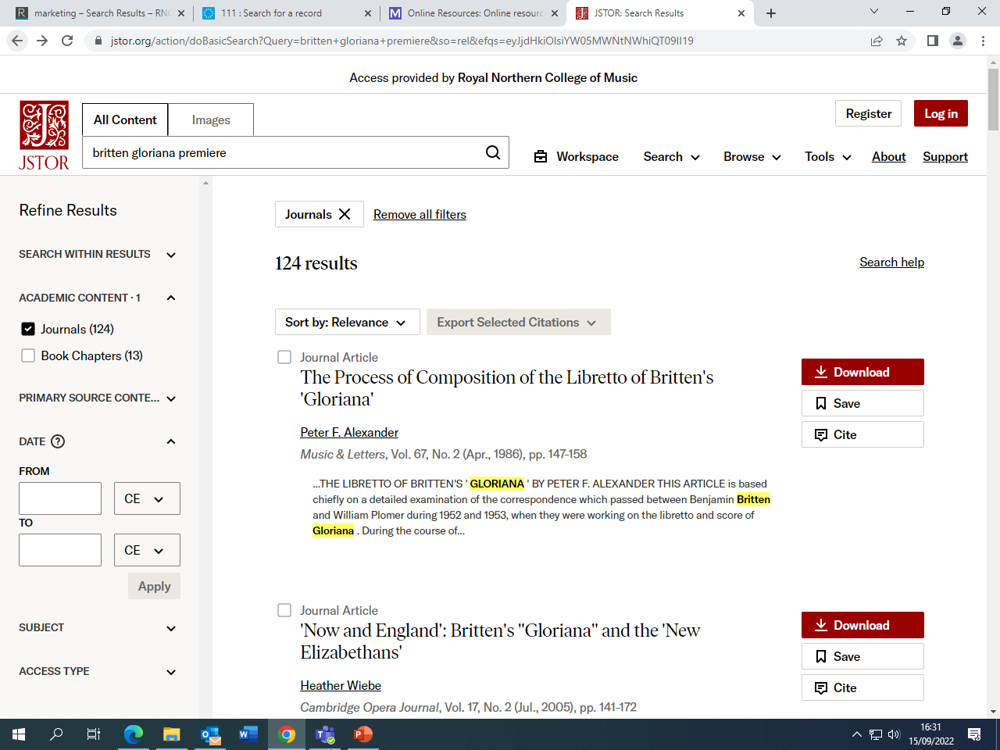 marketing – Search Results – RNC
111 : Search for a record
Online Resources: Online resourc
JSTOR: Search Results
jstor.org/action/doBasicSearch?Query=britten+gloriana+premiere&so=rel&efqs=eyJjdHkiOlsiYW05MWNtNWhiQT09Il19
Access provided by Royal Northern College of Music
JSTOR
All Content
Images
Register
Log in
britten gloriana premiere
Workspace
Search
Browse
Tools
About
Support
Refine Results
SEARCH WITHIN RESULTS
ACADEMIC CONTENT · 1
Journals (124)
Book Chapters (13)
PRIMARY SOURCE CONTE...
DATE ?
FROM
CE
TO
CE
Apply
SUBJECT
ACCESS TYPE
Journals
Remove all filters
124 results
Search help
Sort by: Relevance
Export Selected Citations
Journal Article
The Process of Composition of the Libretto of Britten's
'Gloriana'
Peter F. Alexander
Music & Letters, Vol. 67, No. 2 (Apr., 1986), pp. 147-158
...THE LIBRETTO OF BRITTEN'S ' GLORIANA ' BY PETER F. ALEXANDER THIS ARTICLE is based
chiefly on a detailed examination of the correspondence which passed between Benjamin Britten
and William Plomer during 1952 and 1953, when they were working on the libretto and score of
Gloriana . During the course of...
Download
Save
Cite
Journal Article
'Now and England': Britten's "Gloriana" and the 'New
Elizabethans'
Heather Wiebe
Cambridge Opera Journal, Vol. 17, No. 2 (Jul., 2005), pp. 141-172
Download
Save
Cite
16:31
15/09/2022